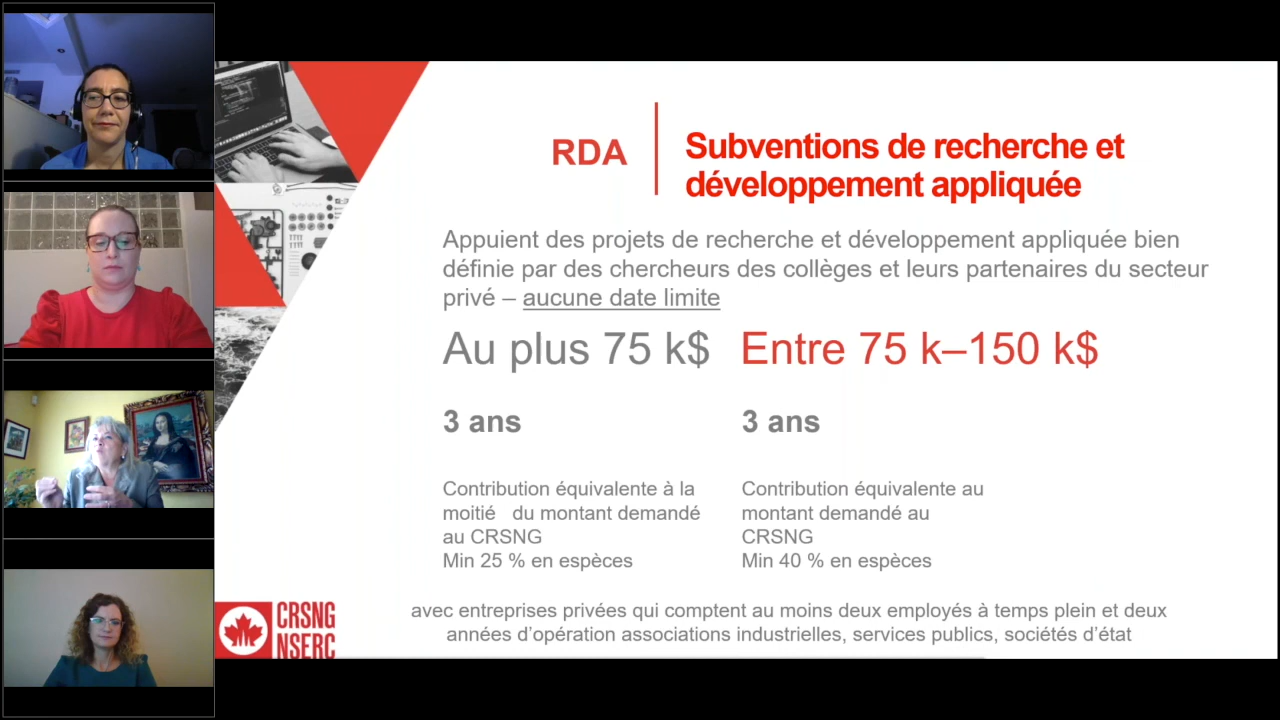 RDA
Subventions de recherche et
développement appliquée
Appuient des projets de recherche et développement appliquée bien
définie par des chercheurs des collèges et leurs partenaires du secteur
privé – aucune date limite
Au plus 75 k$
Entre 75 k–150 k$
3 ans
3 ans
Contribution équivalente à la
moitié du montant demandé
au CRSNG
Min 25 % en espèces
Contribution équivalente au
montant demandé au
CRSNG
Min 40 % en espèces
avec entreprises privées qui comptent au moins deux employés à temps plein et deux
années d’opération associations industrielles, services publics, sociétés d’état
CRSNG
NSERC